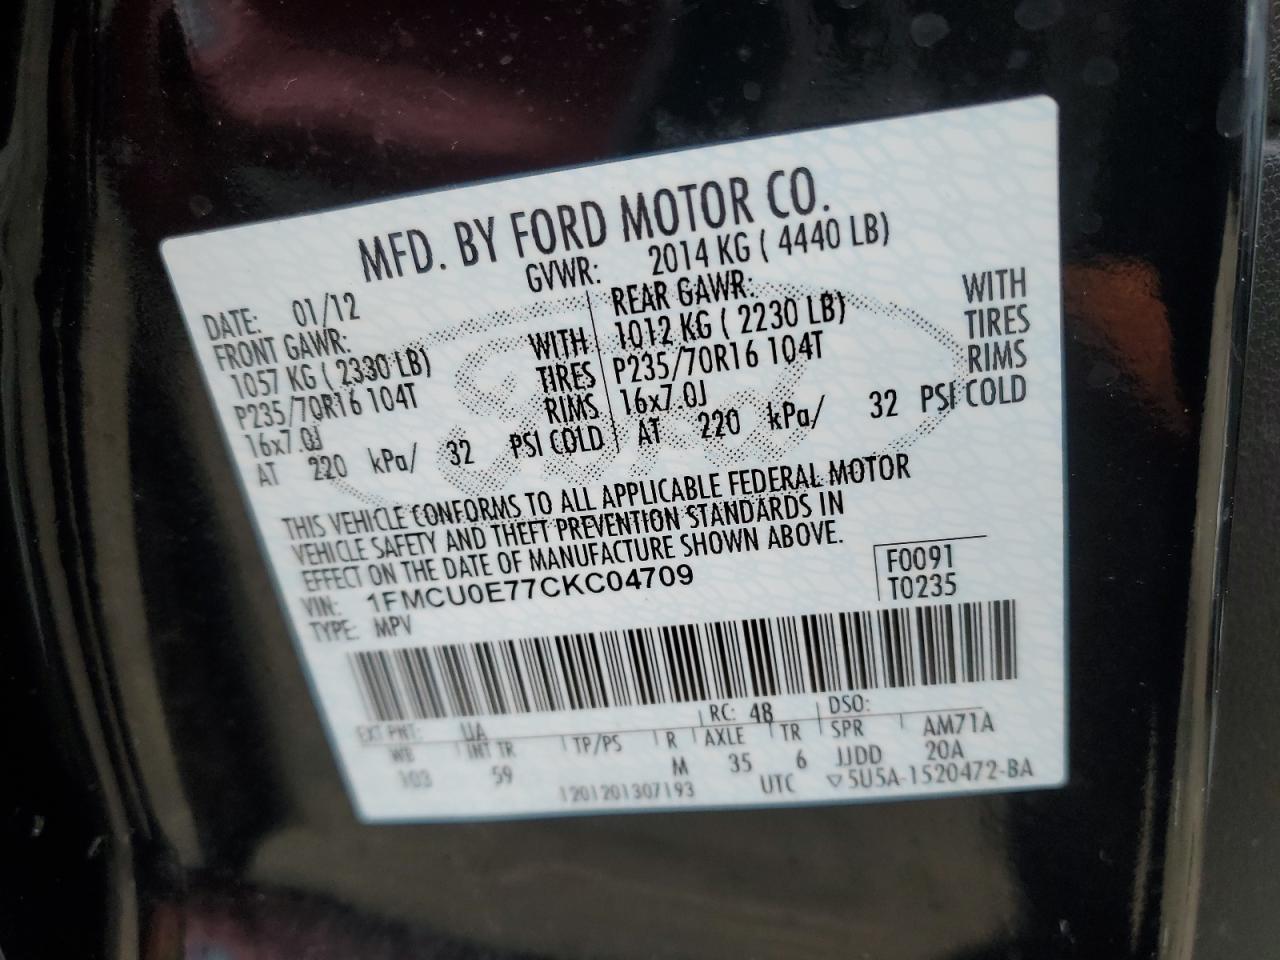 MFD. BY FORD MOTOR CO.
GVWR: 2014 KG ( 4440 LB)
DATE: 01/12
FRONT GAWR:
1057 KG ( 2330 LB)
P235/70R16 104T
16x7.0J
AT 220 kPa/ 32 PSI COLD
WITH
TIRES
RIMS
REAR GAWR:
1012 KG ( 2230 LB)
P235/70R16 104T
16x7.0J
AT 220 kPa/ 32 PSI COLD
WITH
TIRES
RIMS
THIS VEHICLE CONFORMS TO ALL APPLICABLE FEDERAL MOTOR
VEHICLE SAFETY AND THEFT PREVENTION STANDARDS IN
EFFECT ON THE DATE OF MANUFACTURE SHOWN ABOVE.
VIN: 1FMCU0E77CKC04709
TYPE: MPV
F0091
T0235
EXT PNT: UA RC: 48 DSO:
WB INT TR TP/PS R AXLE TR SPR AM71A
103 59 M 35 6 JJDD 20A
1201201307193 UTC ▽5U5A-1520472-BA